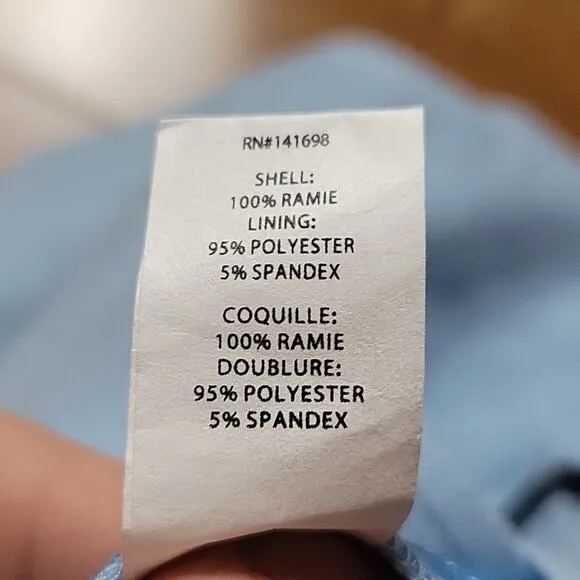 RN#141698
SHELL:
100% RAMIE
LINING:
95% POLYESTER
5% SPANDEX
COQUILLE:
100% RAMIE
DOUBLURE:
95% POLYESTER
5% SPANDEX